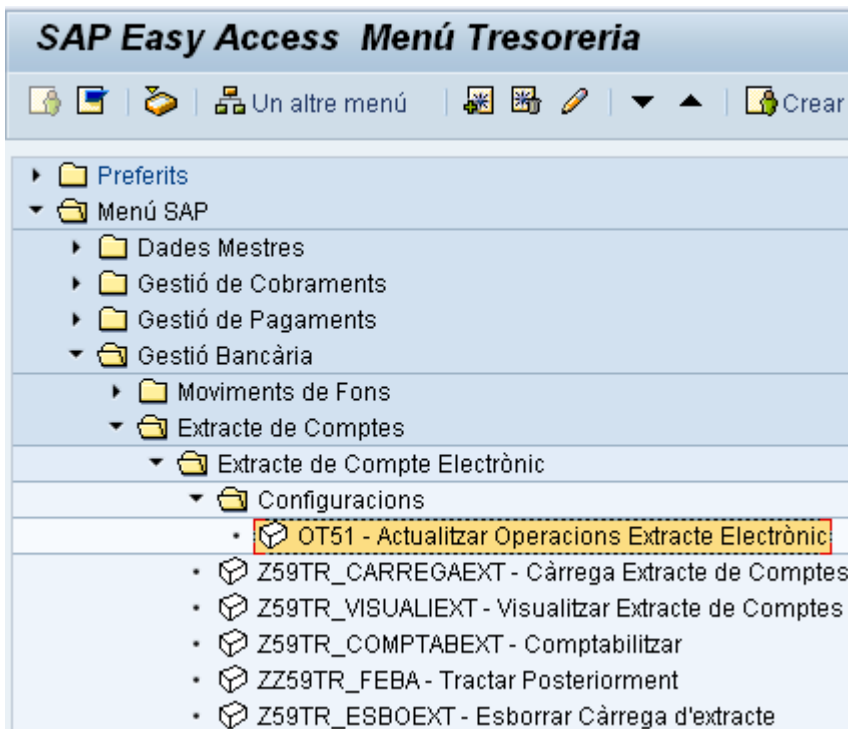 SAP Easy Access Menú Tresoreria
Un altre menú Crear
Preferits
Menú SAP
Dades Mestres
Gestió de Cobraments
Gestió de Pagaments
Gestió Bancària
Moviments de Fons
Extracte de Comptes
Extracte de Compte Electrònic
Configuracions
OT51 - Actualitzar Operacions Extracte Electrònic
Z59TR_CARREGAEXT - Càrrega Extracte de Comptes
Z59TR_VISUALIEXT - Visualitzar Extracte de Comptes
Z59TR_COMPTABEXT - Comptabilitzar
ZZ59TR_FEBA - Tractar Posteriorment
Z59TR_ESBOEXT - Esborrar Càrrega d'extracte